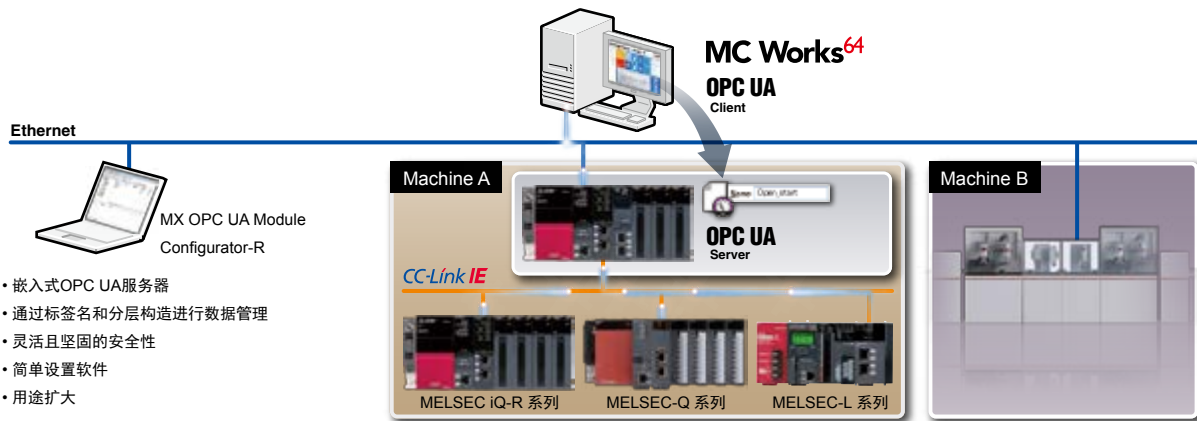 MC Works64
OPC UA
Client
Ethernet
Machine A
Machine B
Name Open_start
MX OPC UA Module
Configurator-R
OPC UA
Server
CC-Link IE
• 嵌入式OPC UA服务器
• 通过标签名和分层构造进行数据管理
• 灵活且坚固的安全性
• 简单设置软件
• 用途扩大
MELSEC iQ-R 系列
MELSEC-Q 系列
MELSEC-L 系列